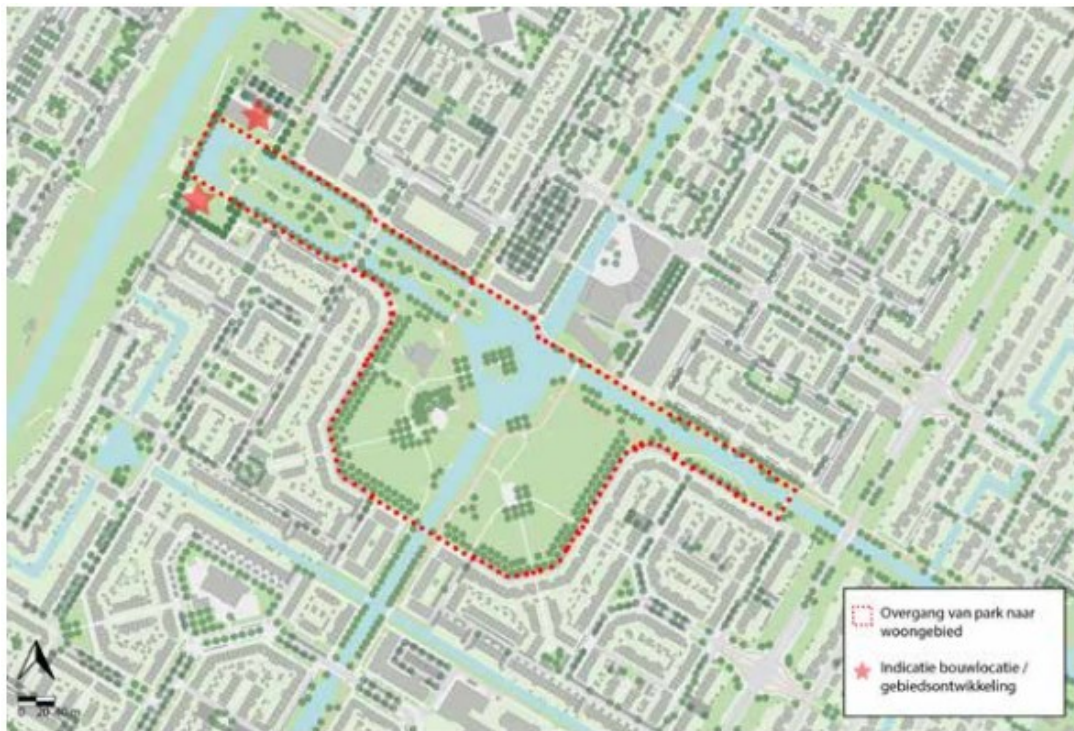 Overgang van park naar
woongebied
Indicatie bouwlocatie /
gebiedsontwikkeling
0 20 40 m